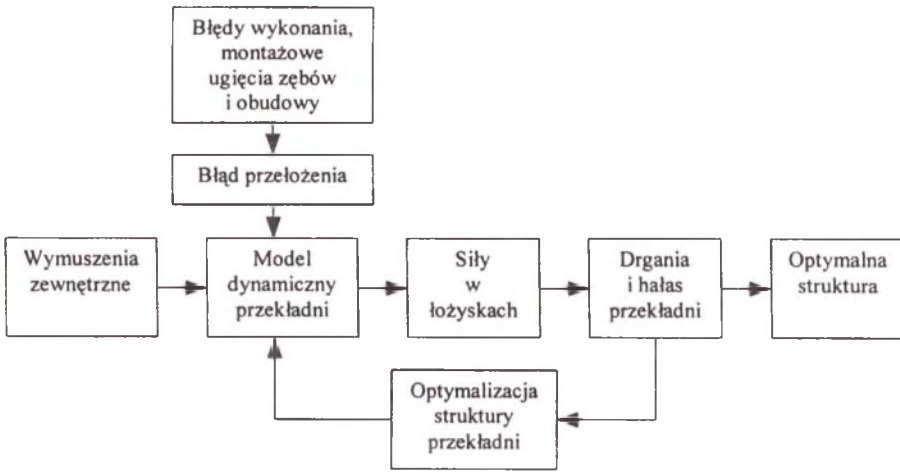 Błędy wykonania,
montażowe
ugięcia zębów
i obudowy
Błąd przełożenia
Wymuszenia
zewnętrzne
Model
dynamiczny
przekładni
Siły
w
łożyskach
Drgania
i hałas
przekładni
Optymalna
struktura
Optymalizacja
struktury
przekładni